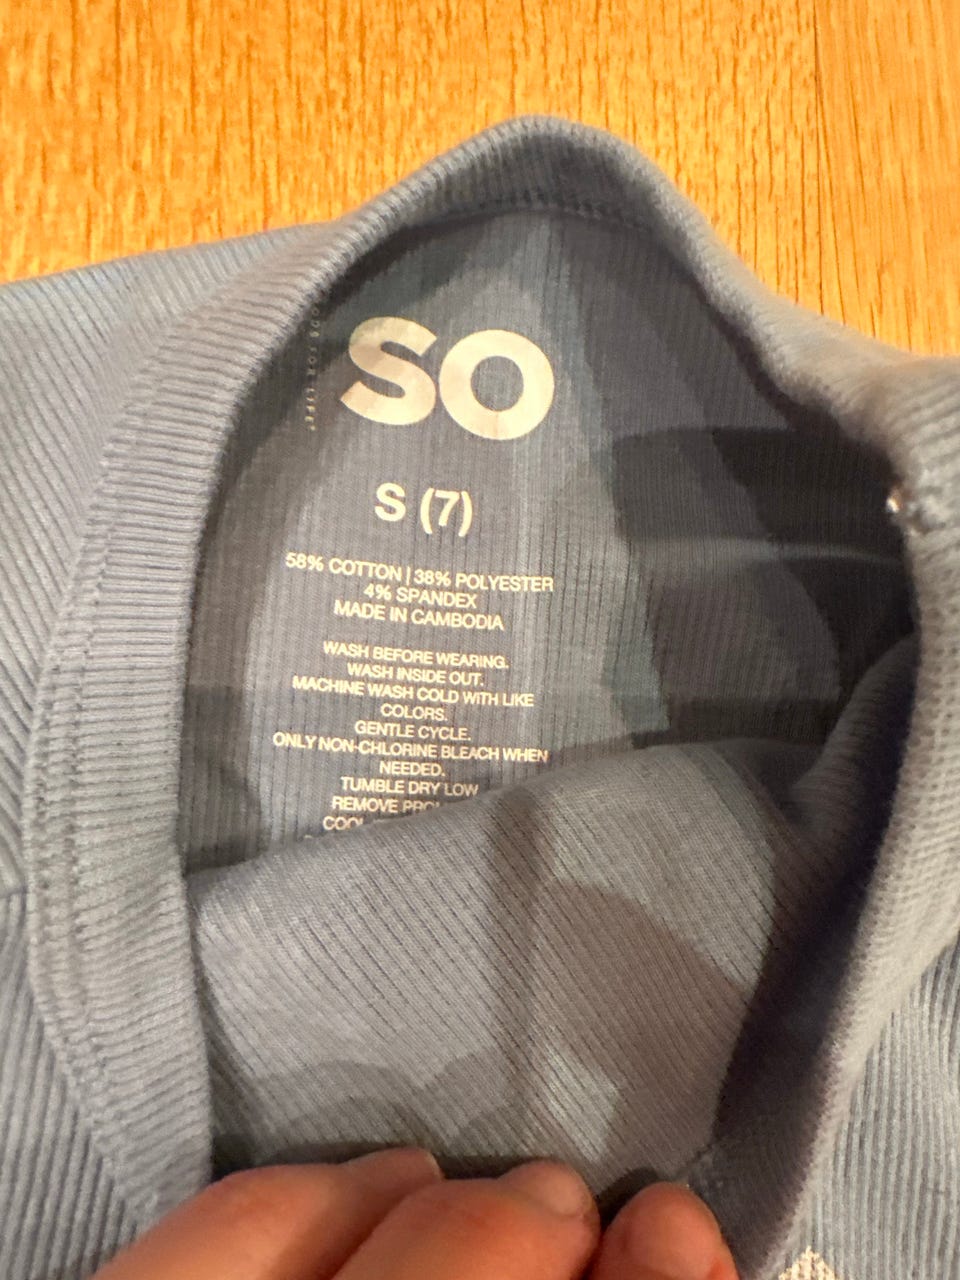 SO
S (7)
58% COTTON | 38% POLYESTER
4% SPANDEX
MADE IN CAMBODIA
WASH BEFORE WEARING.
WASH INSIDE OUT.
MACHINE WASH COLD WITH LIKE
COLORS.
GENTLE CYCLE.
ONLY NON-CHLORINE BLEACH WHEN
NEEDED.
TUMBLE DRY LOW
REMOVE